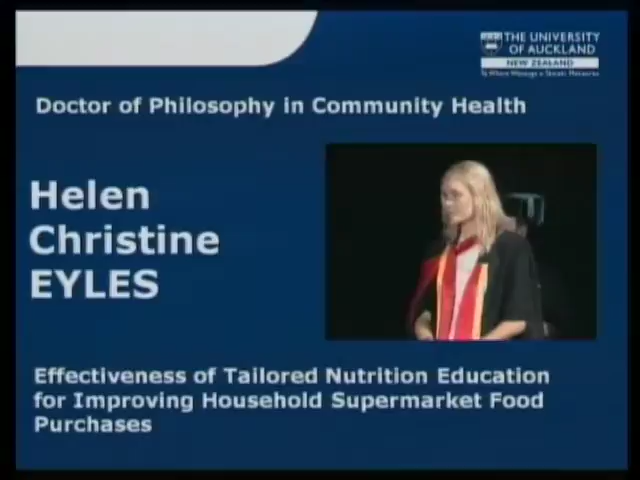 THE UNIVERSITY
OF AUCKLAND
NEW ZEALAND
Doctor of Philosophy in Community Health
Helen
Christine
EYLES
Effectiveness of Tailored Nutrition Education
for Improving Household Supermarket Food
Purchases